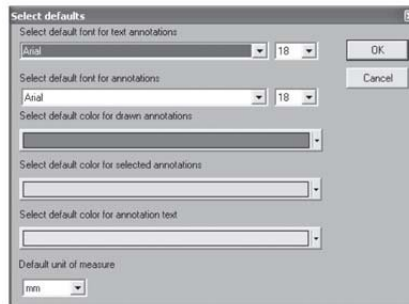 Select defaults
Select default font for text annotations
Arial 18 OK
Select default font for annotations Cancel
Arial 18
Select default color for drawn annotations
Select default color for selected annotations
Select default color for annotation text
Default unit of measure
mm